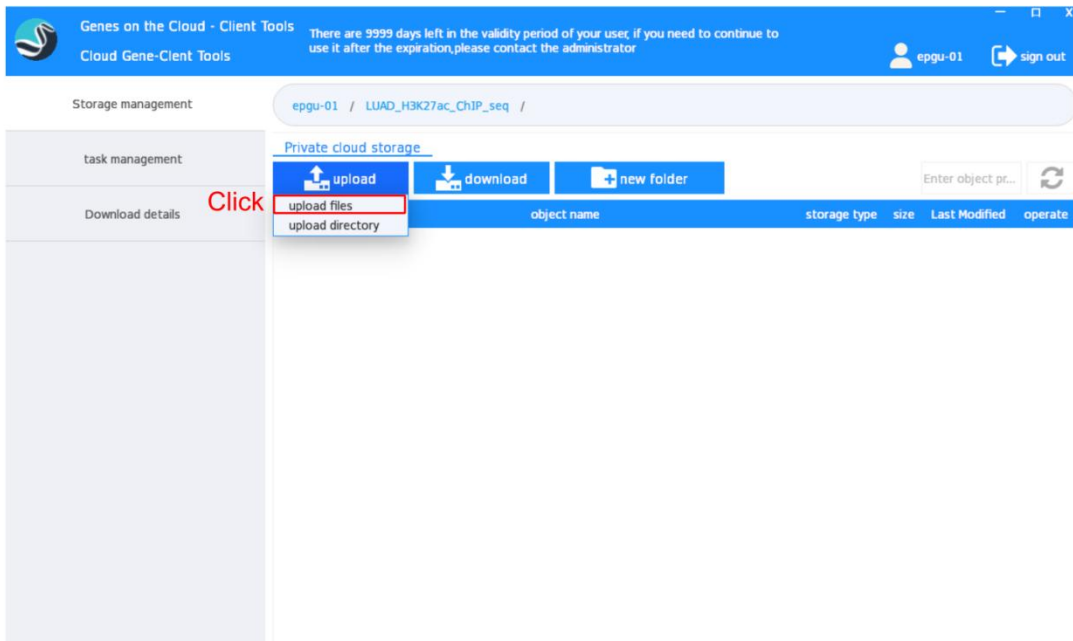 Genes on the Cloud - Client Tools
Cloud Gene-Clent Tools
There are 9999 days left in the validity period of your user, if you need to continue to
use it after the expiration,please contact the administrator
epgu-01
sign out
Storage management
task management
Download details
epgu-01 / LUAD_H3K27ac_ChIP_seq /
Private cloud storage
upload
download
new folder
Enter object pr...
Click
upload files
upload directory
object name
storage type
size
Last Modified
operate